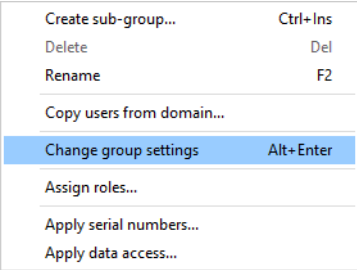 Create sub-group... Ctrl+Ins
Delete Del
Rename F2
Copy users from domain...
Change group settings Alt+Enter
Assign roles...
Apply serial numbers...
Apply data access...